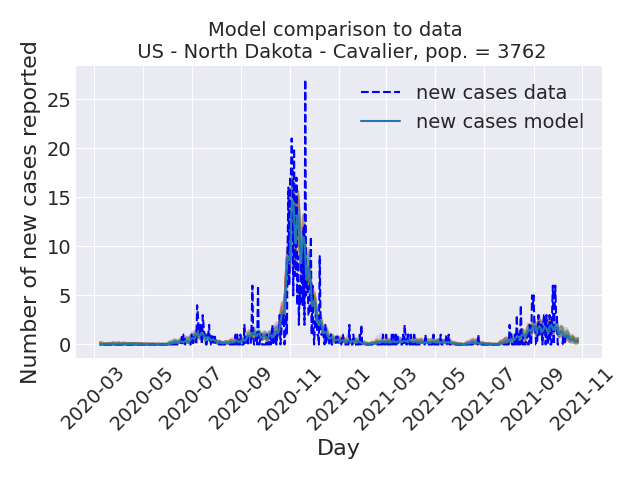 Model comparison to data
US - North Dakota - Cavalier, pop. = 3762
Number of new cases reported
25
20
15
10
5
0
new cases data
new cases model
2020-03
2020-05
2020-07
2020-09
2020-11
2021-01
2021-03
2021-05
2021-07
2021-09
2021-11
Day